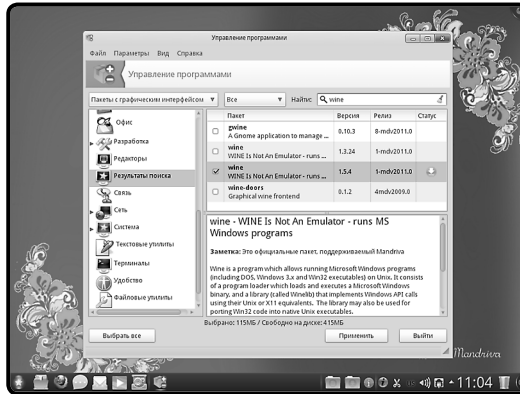 Управление программами
Файл Параметры Вид Справка
Управление программами
Пакеты с графическим интерфейсом Все Найти: wine
Пакет Версия Релиз Статус
gwine
A Gnome application to manage ... 0.10.3 8-mdv2011.0
wine
WINE Is Not An Emulator - runs ... 1.3.24 1-mdv2011.0
wine
WINE Is Not An Emulator - runs ... 1.5.4 1-mdv2011.0
wine-doors
Graphical wine frontend 0.1.2 4mdv2009.0
Офис
Разработка
Редакторы
Результаты поиска
Связь
Сеть
Система
Текстовые утилиты
Терминалы
Удобство
Файловые утилиты
wine - WINE Is Not An Emulator - runs MS
Windows programs
Заметка: Это официальные пакет, поддерживаемый Mandriva
Wine is a program which allows running Microsoft Windows programs
(including DOS, Windows 3.x and Win32 executables) on Unix. It consists
of a program loader which loads and executes a Microsoft Windows
binary, and a library (called Winelib) that implements Windows API calls
using their Unix or X11 equivalents. The library may also be used for
porting Win32 code into native Unix executables.
Выбрано: 115МБ / Свободно на диске: 415МБ
Выбрать все Применить Выйти
Mandriva
11:04